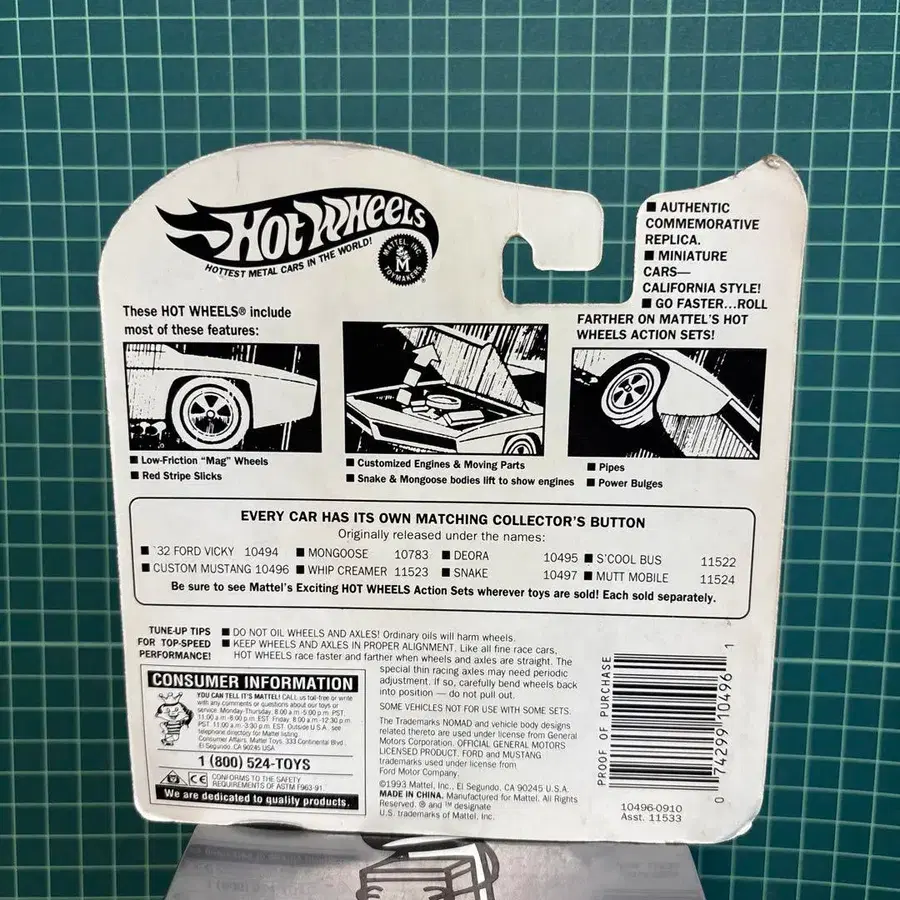 Hot Wheels
HOTTEST METAL CARS IN THE WORLD!
MATTEL, INC.
M
TOYMAKERS
®
■ AUTHENTIC
COMMEMORATIVE
REPLICA.
■ MINIATURE
CARS—
CALIFORNIA STYLE!
■ GO FASTER...ROLL
FARTHER ON MATTEL'S HOT
WHEELS ACTION SETS!
These HOT WHEELS® include
most of these features:
■ Low-Friction "Mag" Wheels
■ Red Stripe Slicks
■ Customized Engines & Moving Parts
■ Snake & Mongoose bodies lift to show engines
■ Pipes
■ Power Bulges
EVERY CAR HAS ITS OWN MATCHING COLLECTOR'S BUTTON
Originally released under the names:
■ '32 FORD VICKY 10494 ■ MONGOOSE 10783 ■ DEORA 10495 ■ S'COOL BUS 11522
■ CUSTOM MUSTANG 10496 ■ WHIP CREAMER 11523 ■ SNAKE 10497 ■ MUTT MOBILE 11524
Be sure to see Mattel's Exciting HOT WHEELS Action Sets wherever toys are sold! Each sold separately.
TUNE-UP TIPS
FOR TOP-SPEED
PERFORMANCE!
■ DO NOT OIL WHEELS AND AXLES! Ordinary oils will harm wheels.
■ KEEP WHEELS AND AXLES IN PROPER ALIGNMENT. Like all fine race cars,
HOT WHEELS race faster and farther when wheels and axles are straight. The
special thin racing axles may need periodic
adjustment. If so, carefully bend wheels back
into position — do not pull out.
SOME VEHICLES NOT FOR USE WITH SOME SETS.
The Trademarks NOMAD and vehicle body designs
related thereto are used under license from General
Motors Corporation. OFFICIAL GENERAL MOTORS
LICENSED PRODUCT. FORD and MUSTANG
trademarks used under license from
Ford Motor Company.
©1993 Mattel, Inc., El Segundo, CA 90245 U.S.A.
MADE IN CHINA. Manufactured for Mattel. All Rights
Reserved. ® and ™ designate
U.S. trademarks of Mattel, Inc.
CONSUMER INFORMATION
YOU CAN TELL IT'S MATTEL! CALL us toll-free or write
with any comments or questions about our toys or
service. Monday-Thursday, 8:00 a.m.-5:00 p.m. PST,
11:00 a.m.-8:00 p.m. EST. Friday, 8:00 a.m.-12:30 p.m.
PST, 11:00 a.m.-3:30 p.m. EST. Outside U.S.A., see
telephone directory for Mattel listing.
Consumer Affairs, Mattel Toys, 333 Continental Blvd.,
El Segundo, CA 90245 USA
1 (800) 524-TOYS
CE CONFORMS TO THE SAFETY
REQUIREMENTS OF ASTM F963-91
We are dedicated to quality products.
PROOF OF PURCHASE
0 74299 10496 1
10496-0910
Asst. 11533